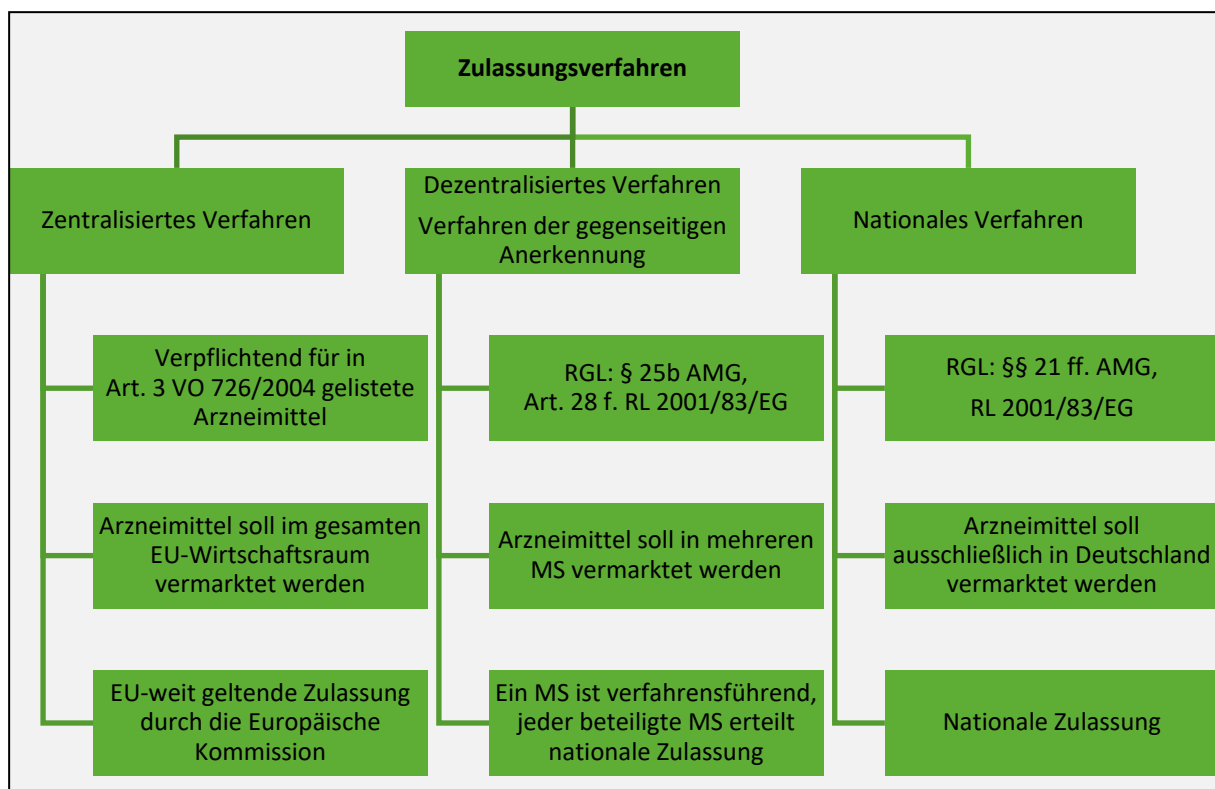 Zulassungsverfahren
Zentralisiertes Verfahren
Verpflichtend für in
Art. 3 VO 726/2004 gelistete
Arzneimittel
Arzneimittel soll im gesamten
EU-Wirtschaftsraum
vermarktet werden
EU-weit geltende Zulassung
durch die Europäische
Kommission
Dezentralisiertes Verfahren
Verfahren der gegenseitigen
Anerkennung
RGL: § 25b AMG,
Art. 28 f. RL 2001/83/EG
Arzneimittel soll in mehreren
MS vermarktet werden
Ein MS ist verfahrensführend,
jeder beteiligte MS erteilt
nationale Zulassung
Nationales Verfahren
RGL: §§ 21 ff. AMG,
RL 2001/83/EG
Arzneimittel soll
ausschließlich in Deutschland
vermarktet werden
Nationale Zulassung